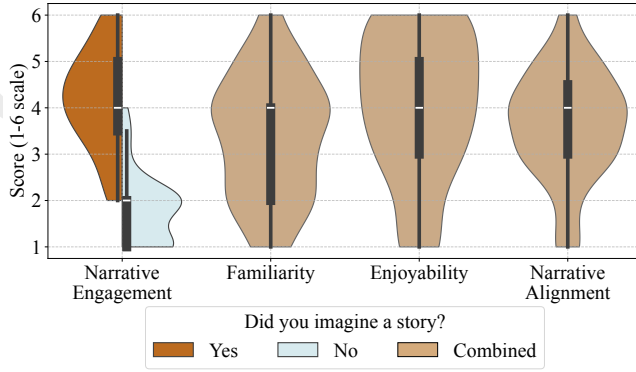 Score (1-6 scale)
6
5
4
3
2
1
Narrative
Engagement
Familiarity
Enjoyability
Narrative
Alignment
Did you imagine a story?
Yes
No
Combined